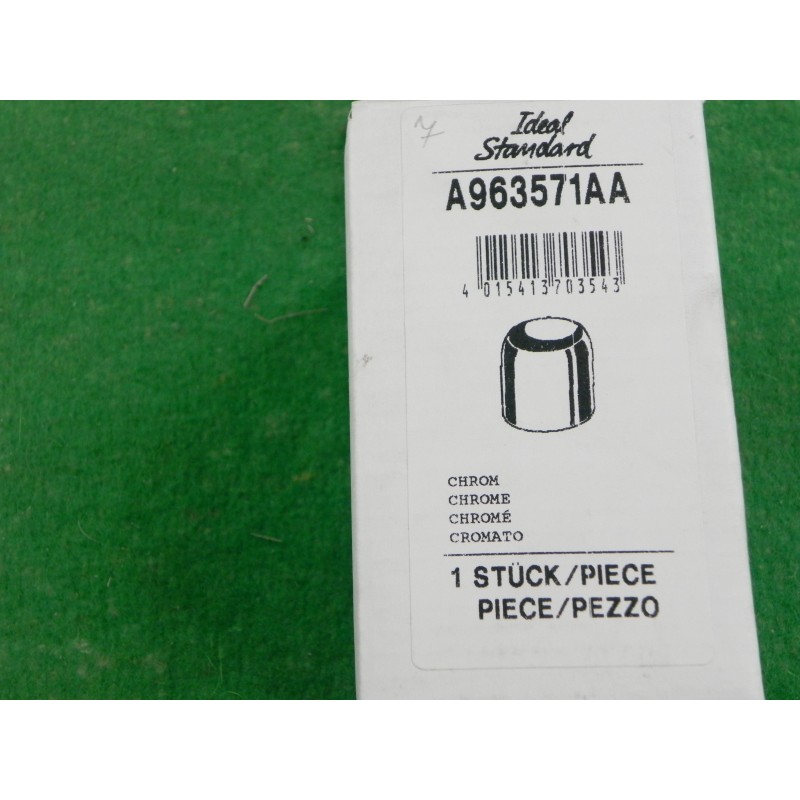 7
Ideal
Standard
A963571AA
4 015413 703543
CHROM
CHROME
CHROMÉ
CROMATO
1 STÜCK/PIECE
PIECE/PEZZO